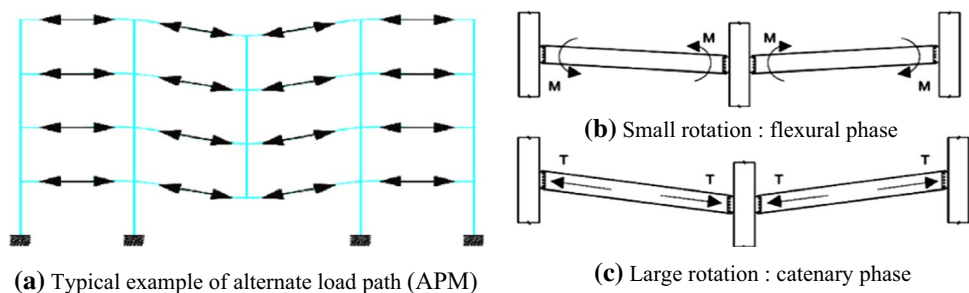 M
M
M
M
(b) Small rotation : flexural phase
T
T
T
T
(a) Typical example of alternate load path (APM)
(c) Large rotation : catenary phase